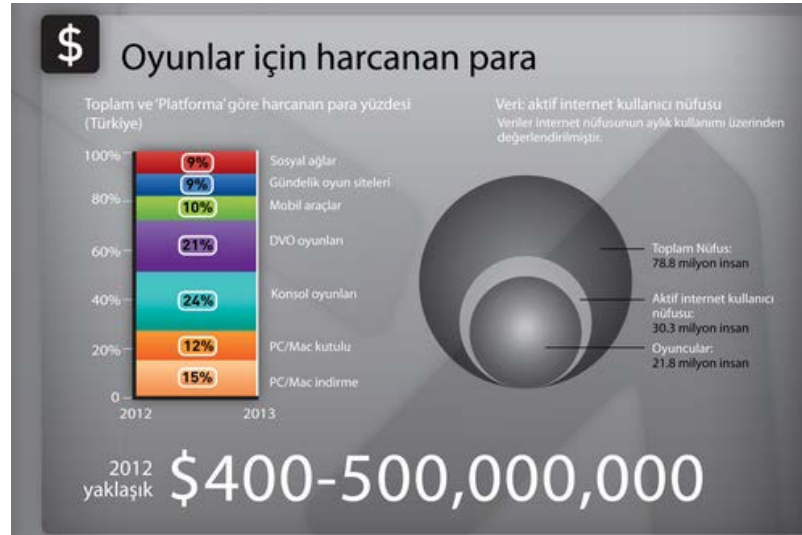 $
Oyunlar için harcanan para
Toplam ve 'Platforma' göre harcanan para yüzdesi
(Türkiye)
100%
80%
60%
40%
20%
0
2012
2013
9%
9%
10%
21%
24%
12%
15%
Sosyal ağlar
Gündelik oyun siteleri
Mobil araçlar
DVO oyunları
Konsol oyunları
PC/Mac kutulu
PC/Mac indirme
Veri: aktif internet kullanıcı nüfusu
Veriler internet nüfusunun aylık kullanımı üzerinden
değerlendirilmiştir.
Toplam Nüfus:
78.8 milyon insan
Aktif internet kullanıcı
nüfusu:
30.3 milyon insan
Oyuncular:
21.8 milyon insan
2012
yaklaşık
$400-500,000,000